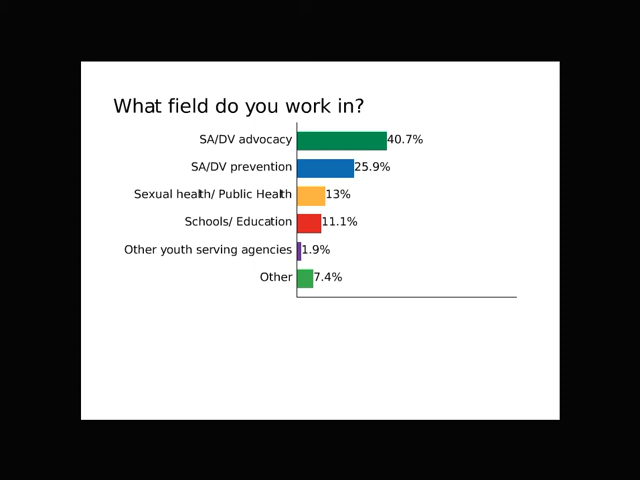 What field do you work in?
SA/DV advocacy 40.7%
SA/DV prevention 25.9%
Sexual health/ Public Health 13%
Schools/ Education 11.1%
Other youth serving agencies 1.9%
Other 7.4%